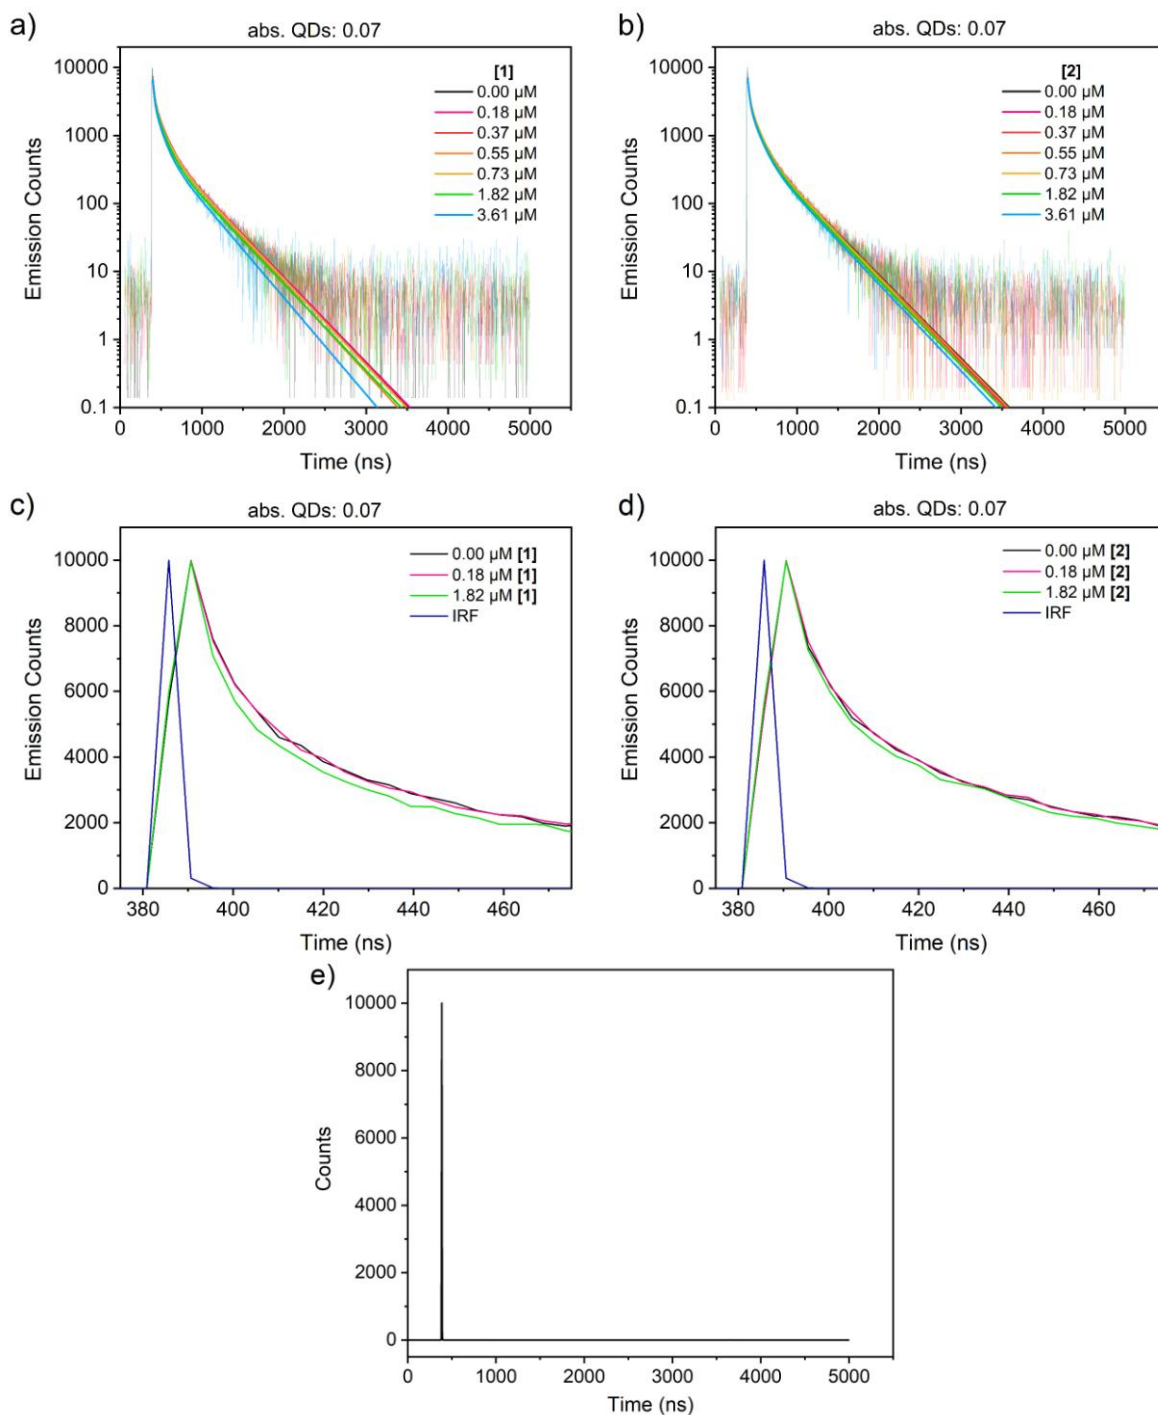 a)
abs. QDs: 0.07
[1]
0.00 µM
0.18 µM
0.37 µM
0.55 µM
0.73 µM
1.82 µM
3.61 µM
10000
1000
100
10
1
0.1
Emission Counts
0 1000 2000 3000 4000 5000
Time (ns)
b)
abs. QDs: 0.07
[2]
0.00 µM
0.18 µM
0.37 µM
0.55 µM
0.73 µM
1.82 µM
3.61 µM
10000
1000
100
10
1
0.1
Emission Counts
0 1000 2000 3000 4000 5000
Time (ns)
c)
abs. QDs: 0.07
0.00 µM [1]
0.18 µM [1]
1.82 µM [1]
IRF
10000
8000
6000
4000
2000
0
Emission Counts
380 400 420 440 460
Time (ns)
d)
abs. QDs: 0.07
0.00 µM [2]
0.18 µM [2]
1.82 µM [2]
IRF
10000
8000
6000
4000
2000
0
Emission Counts
380 400 420 440 460
Time (ns)
e)
10000
8000
6000
4000
2000
0
Counts
0 1000 2000 3000 4000 5000
Time (ns)